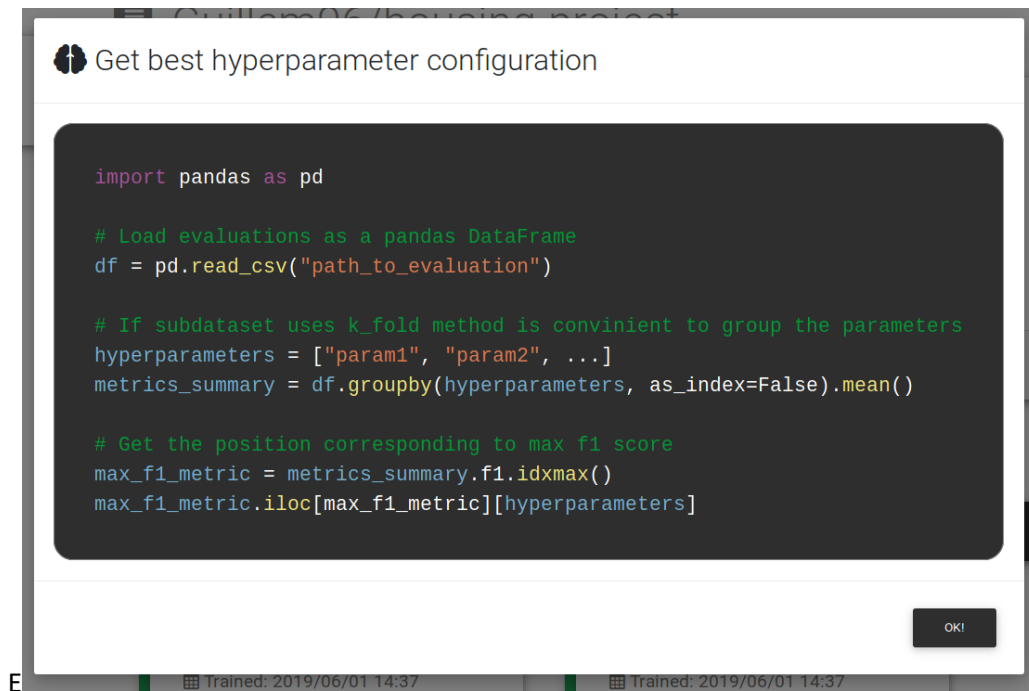 Guillem96/housing project
Get best hyperparameter configuration
import pandas as pd
# Load evaluations as a pandas DataFrame
df = pd.read_csv("path_to_evaluation")
# If subdataset uses k_fold method is convinient to group the parameters
hyperparameters = ["param1", "param2", ...]
metrics_summary = df.groupby(hyperparameters, as_index=False).mean()
# Get the position corresponding to max f1 score
max_f1_metric = metrics_summary.f1.idxmax()
max_f1_metric.iloc[max_f1_metric][hyperparameters]
OK!
E
Trained: 2019/06/01 14:37 Trained: 2019/06/01 14:37